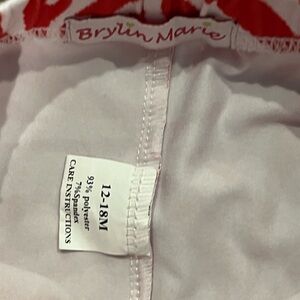 Brylin Marie
12-18M
93% polyester
7%Spandex
CARE INSTRUCTIONS